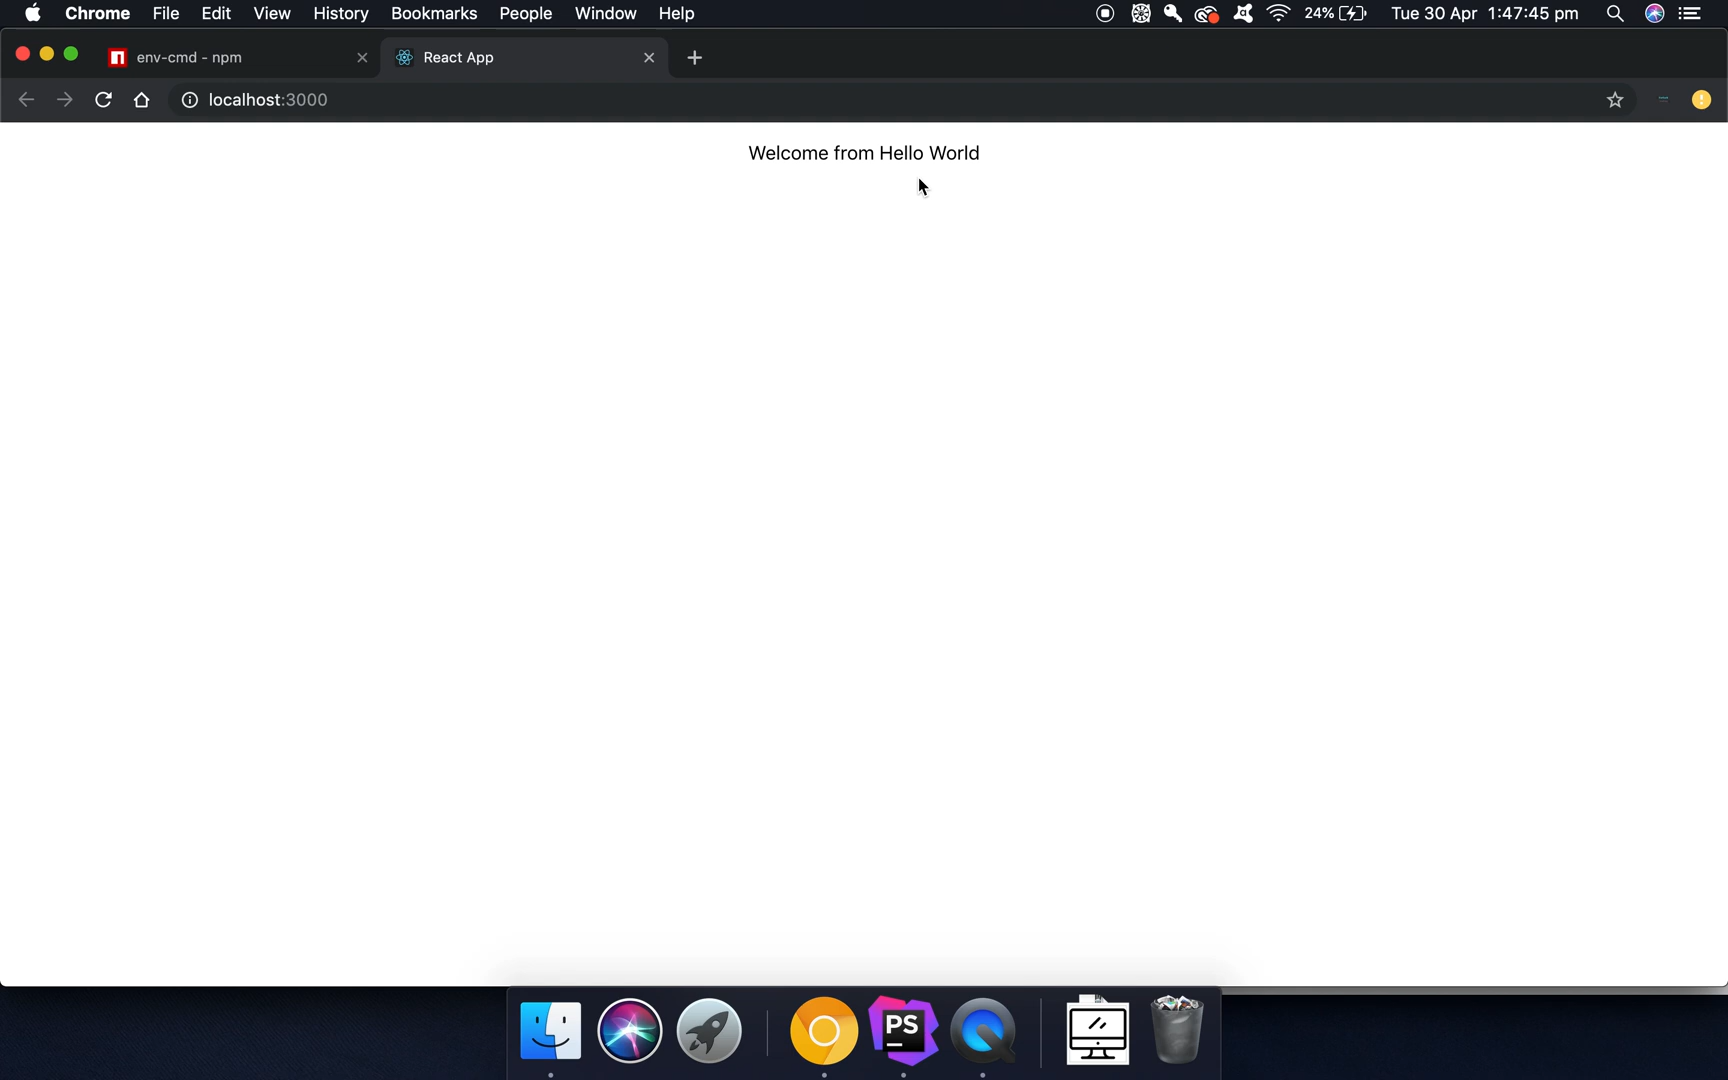 Chrome File Edit View History Bookmarks People Window Help 24% Tue 30 Apr 1:47:45 pm
env-cmd - npm React App
localhost:3000
Welcome from Hello World
PS